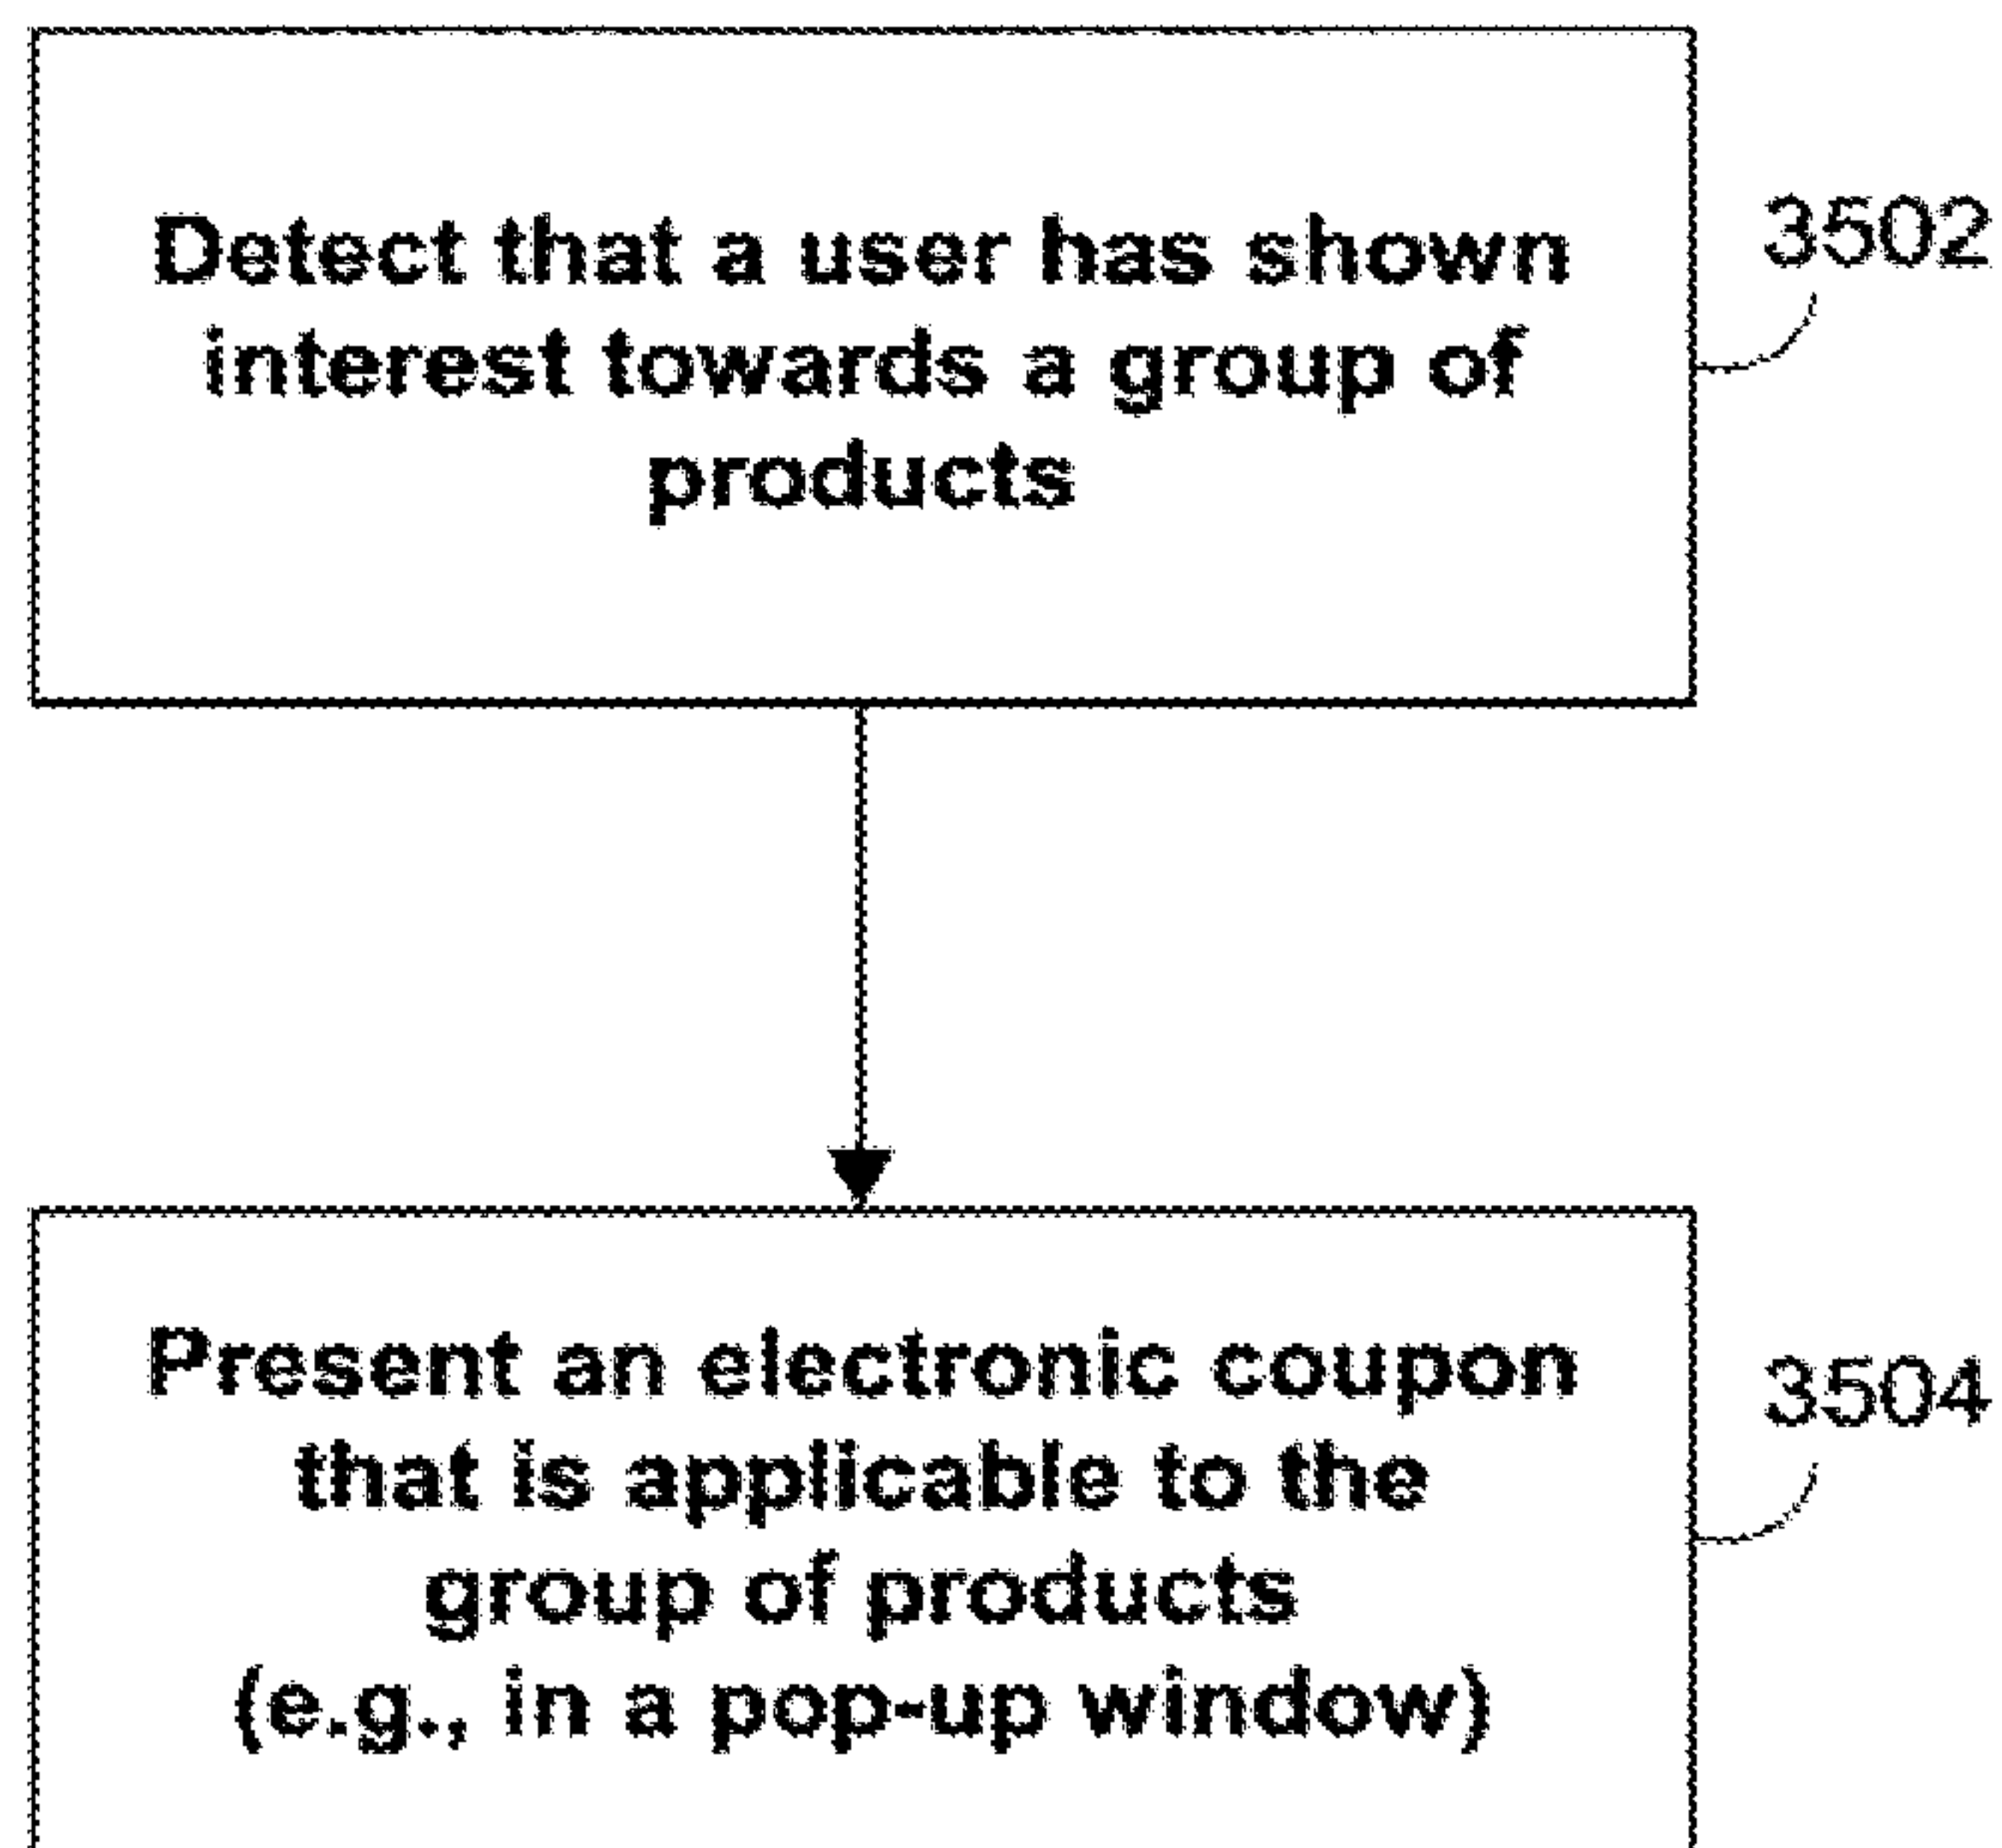 Detect that a user has shown
interest towards a group of
products
3502
Present an electronic coupon
that is applicable to the
group of products
(e.g., in a pop-up window)
3504